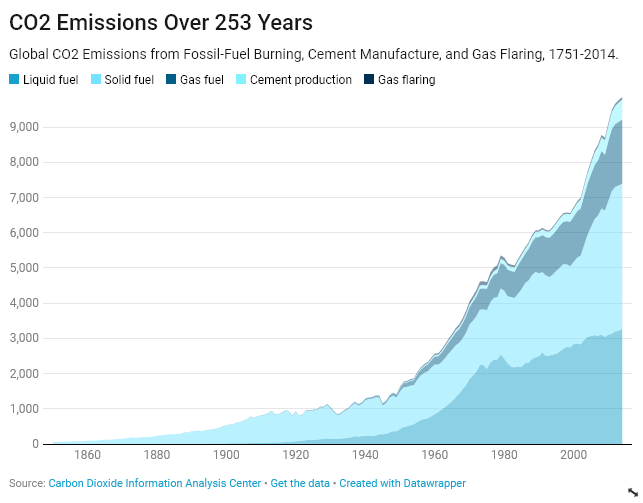 CO2 Emissions Over 253 Years
Global CO2 Emissions from Fossil-Fuel Burning, Cement Manufacture, and Gas Flaring, 1751-2014.
Liquid fuel Solid fuel Gas fuel Cement production Gas flaring
9,000
8,000
7,000
6,000
5,000
4,000
3,000
2,000
1,000
0
1860 1880 1900 1920 1940 1960 1980 2000
Source: Carbon Dioxide Information Analysis Center • Get the data • Created with Datawrapper